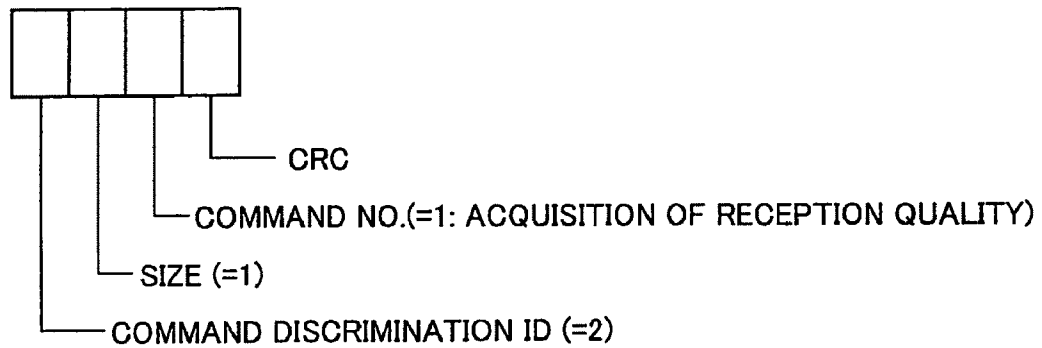 CRC
COMMAND NO.(=1: ACQUISITION OF RECEPTION QUALITY)
SIZE (=1)
COMMAND DISCRIMINATION ID (=2)